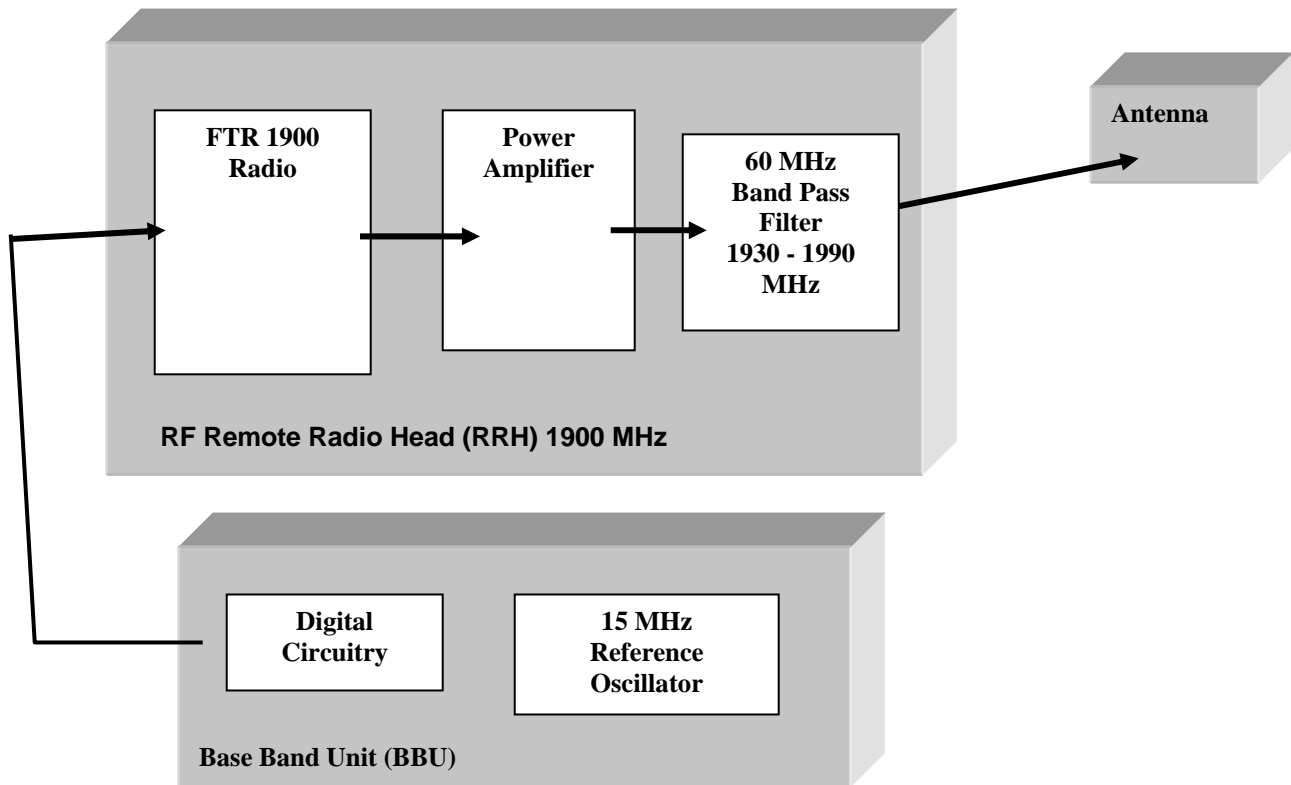 FTR 1900
Radio
Power
Amplifier
60 MHz
Band Pass
Filter
1930 - 1990
MHz
Antenna
RF Remote Radio Head (RRH) 1900 MHz
Digital
Circuitry
15 MHz
Reference
Oscillator
Base Band Unit (BBU)